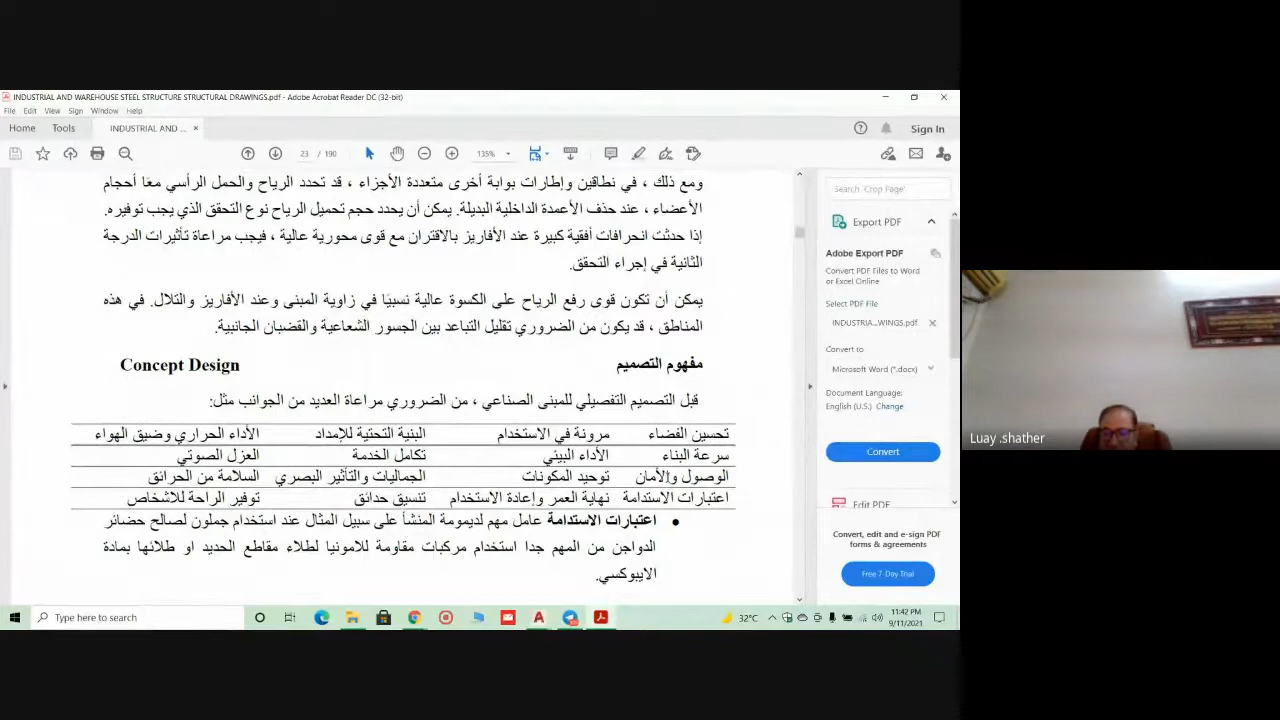 INDUSTRIAL AND WAREHOUSE STEEL STRUCTURE STRUCTURAL DRAWINGS.pdf - Adobe Acrobat Reader DC (32-bit)
File Edit View Sign Window Help
Home Tools INDUSTRIAL AND ... × Sign In
23 / 190 135%
ومع ذلك ، في نطاقين وإطارات بوابة أخرى متعددة الأجزاء ، قد تحدد الرياح والحمل الرأسي معًا أحجام
الأعضاء ، عند حذف الأعمدة الداخلية البديلة. يمكن أن يحدد حجم تحميل الرياح نوع التحقق الذي يجب توفيره.
إذا حدثت انحرافات أفقية كبيرة عند الأفاريز بالاقتران مع قوى محورية عالية ، فيجب مراعاة تأثيرات الدرجة
الثانية في إجراء التحقق.
يمكن أن تكون قوى رفع الرياح على الكسوة عالية نسبيًا في زاوية المبنى وعند الأفاريز والتلال. في هذه
المناطق ، قد يكون من الضروري تقليل التباعد بين الجسور الشعاعية والقضبان الجانبية.
مفهوم التصميم Concept Design
قبل التصميم التفصيلي للمبنى الصناعي ، من الضروري مراعاة العديد من الجوانب مثل:
تحسين الفضاء مرونة في الاستخدام البنية التحتية للإمداد الأداء الحراري وضيق الهواء
سرعة البناء الأداء البيئي تكامل الخدمة العزل الصوتي
الوصول والأمان توحيد المكونات الجماليات والتأثير البصري السلامة من الحرائق
اعتبارات الاستدامة نهاية العمر وإعادة الاستخدام تنسيق حدائق توفير الراحة للاشخاص
• اعتبارات الاستدامة عامل مهم لديمومة المنشأ على سبيل المثال عند استخدام جملون لصالح حضائر
الدواجن من المهم جدا استخدام مركبات مقاومة للامونيا لطلاء مقاطع الحديد او طلائها بمادة
الايبوكسي.
Search 'Crop Page'
Export PDF
Adobe Export PDF
Convert PDF Files to Word
or Excel Online
Select PDF File
INDUSTRIA...WINGS.pdf ×
Convert to
Microsoft Word (*.docx)
Document Language:
English (U.S.) Change
Convert
Edit PDF
Convert, edit and e-sign PDF
forms & agreements
Free 7-Day Trial
Type here to search
32°C
11:42 PM
9/11/2021
Luay .shather